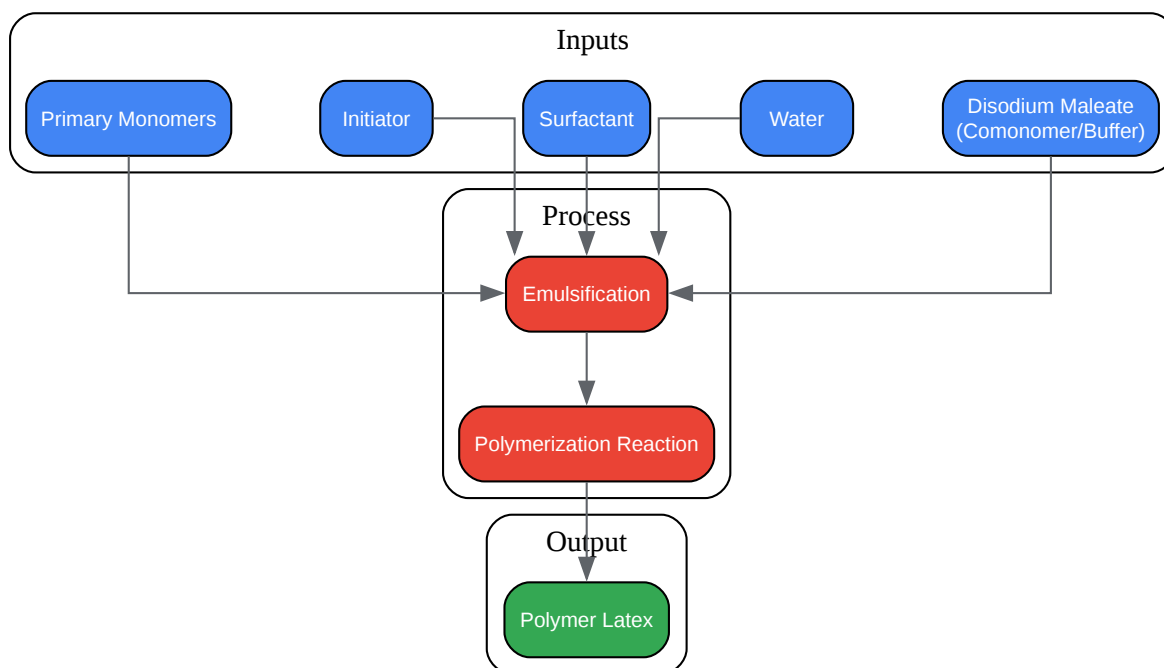 Inputs
Primary Monomers
Initiator
Surfactant
Water
Disodium Maleate
(Comonomer/Buffer)
Process
Emulsification
Polymerization Reaction
Output
Polymer Latex